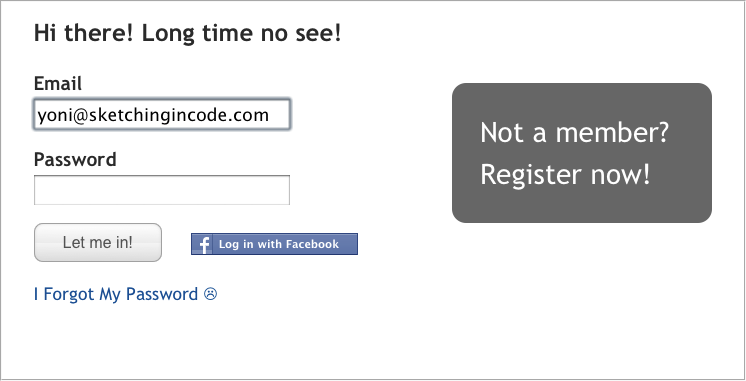 Hi there! Long time no see!
Email
yoni@sketchingincode.com
Password
Let me in!
f Log in with Facebook
I Forgot My Password ☹
Not a member?
Register now!